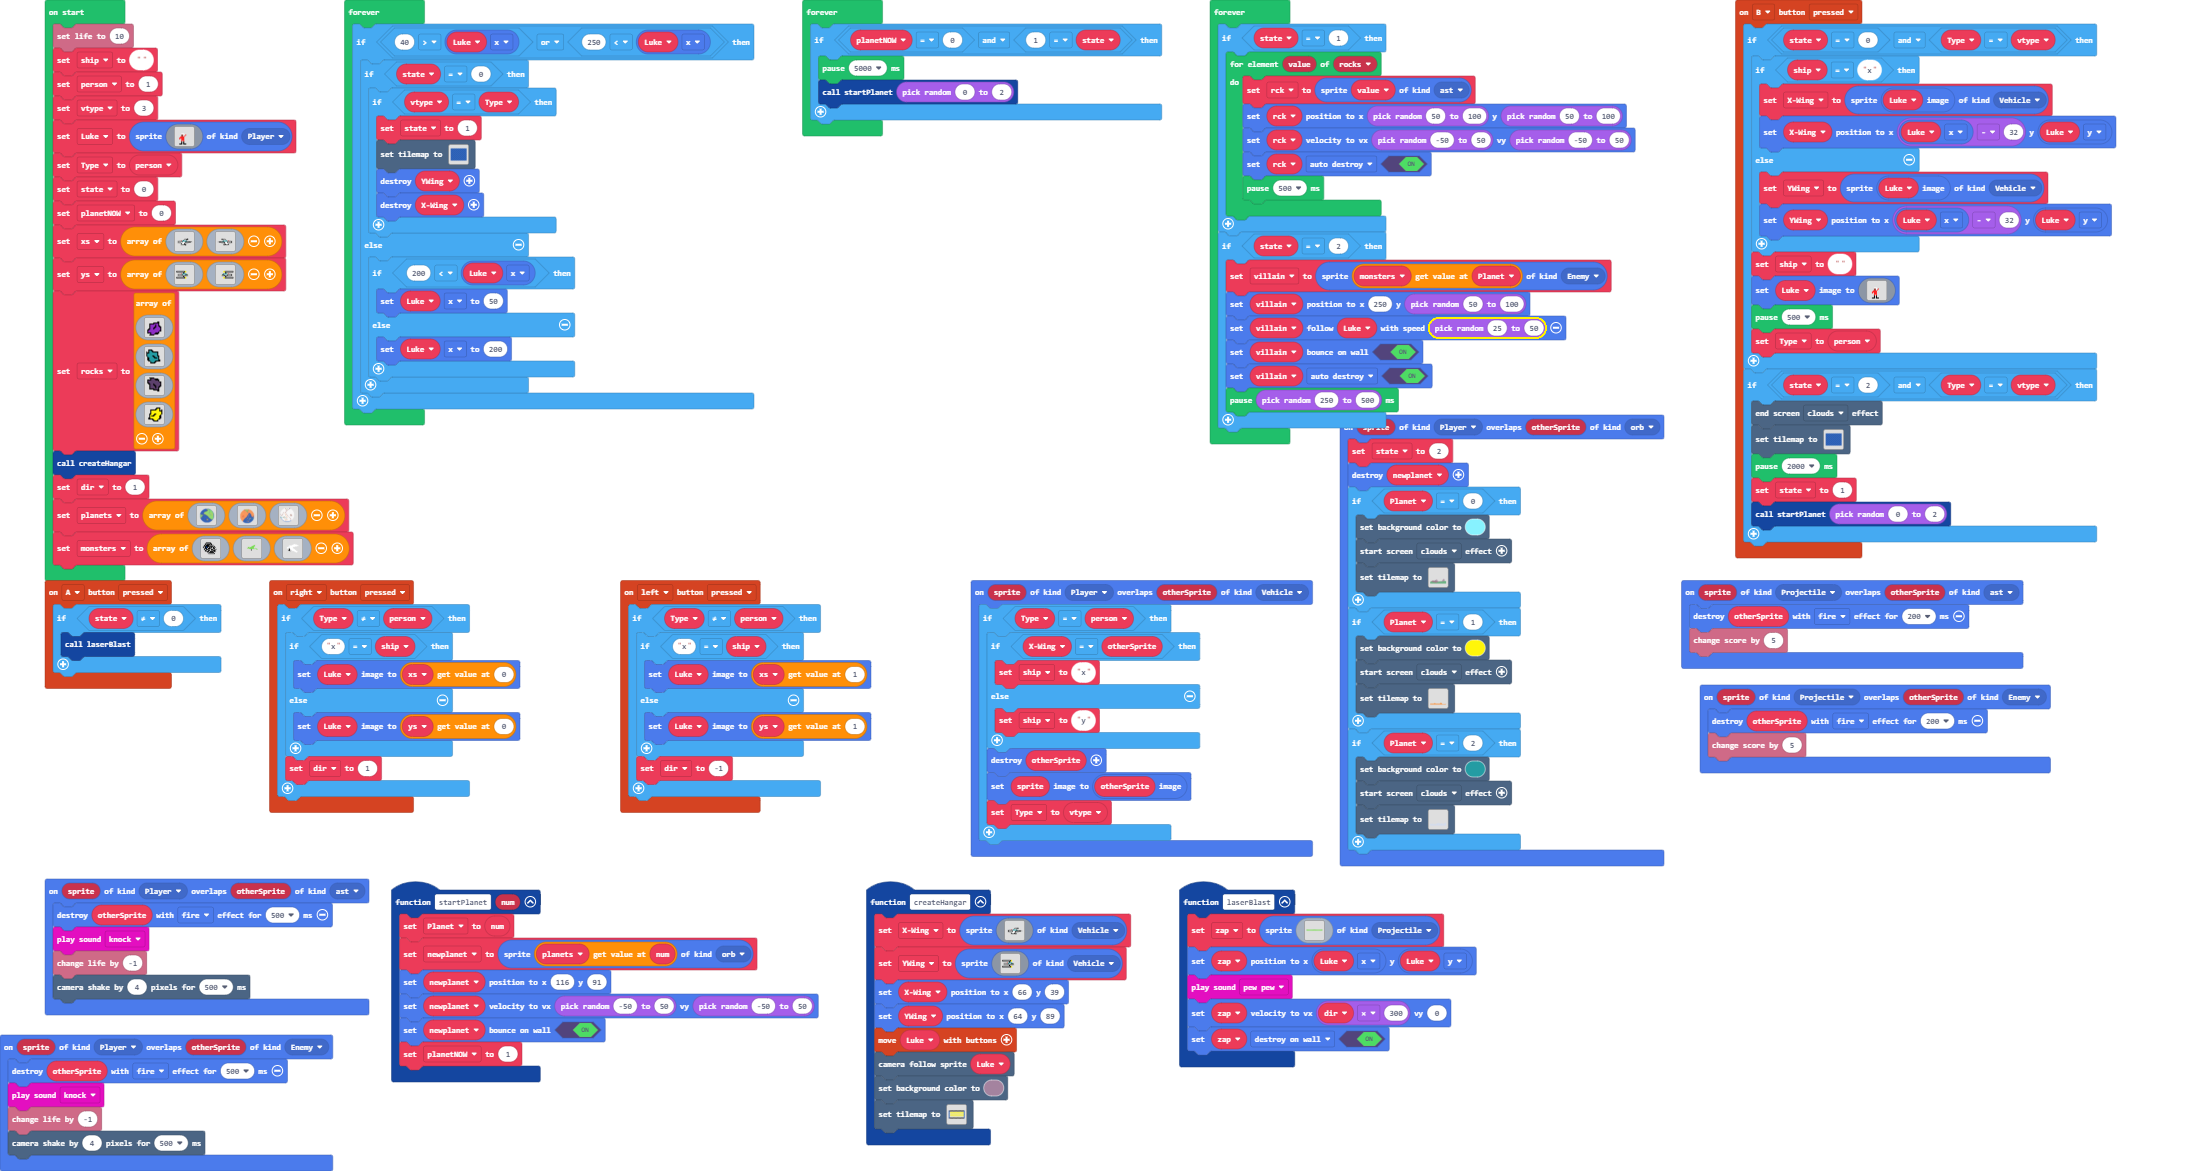 on start
set life to 10
set ship to " "
set person to 1
set vtype to 3
set Luke to sprite of kind Player
set Type to person
set state to 0
set planetNOW to 0
set xs to array of
set ys to array of
array of
set rocks to
call createHangar
set dir to 1
set planets to array of
set monsters to array of
forever
if 40 > Luke x or 250 < Luke x then
if state = 0 then
if vtype = Type then
set state to 1
set tilemap to
destroy YWing
destroy X-Wing
else
if 200 < Luke x then
set Luke x to 50
else
set Luke x to 200
forever
if planetNOW = 0 and 1 = state then
pause 5000 ms
call startPlanet pick random 0 to 2
forever
if state = 1 then
for element value of rocks
do
set rck to sprite value of kind ast
set rck position to x pick random 50 to 100 y pick random 50 to 100
set rck velocity to vx pick random -50 to 50 vy pick random -50 to 50
set rck auto destroy ON
pause 500 ms
if state = 2 then
set villain to sprite monsters get value at Planet of kind Enemy
set villain position to x 250 y pick random 50 to 100
set villain follow Luke with speed pick random 25 to 50
set villain bounce on wall ON
set villain auto destroy ON
pause pick random 250 to 500 ms
on sprite of kind Player overlaps otherSprite of kind orb
set state to 2
destroy newplanet
if Planet = 0 then
set background color to
start screen clouds effect
set tilemap to
if Planet = 1 then
set background color to
start screen clouds effect
set tilemap to
if Planet = 2 then
set background color to
start screen clouds effect
set tilemap to
on B button pressed
if state = 0 and Type = vtype then
if ship = "x" then
set X-Wing to sprite Luke image of kind Vehicle
set X-Wing position to x Luke x - 32 y Luke y
else
set YWing to sprite Luke image of kind Vehicle
set YWing position to x Luke x - 32 y Luke y
set ship to " "
set Luke image to
pause 500 ms
set Type to person
if state = 2 and Type = vtype then
end screen clouds effect
set tilemap to
pause 2000 ms
set state to 1
call startPlanet pick random 0 to 2
on A button pressed
if state ≠ 0 then
call laserBlast
on right button pressed
if Type ≠ person then
if "x" = ship then
set Luke image to xs get value at 0
else
set Luke image to ys get value at 0
set dir to 1
on left button pressed
if Type ≠ person then
if "x" = ship then
set Luke image to xs get value at 1
else
set Luke image to ys get value at 1
set dir to -1
on sprite of kind Player overlaps otherSprite of kind Vehicle
if Type = person then
if X-Wing = otherSprite then
set ship to "x"
else
set ship to "y"
destroy otherSprite
set sprite image to otherSprite image
set Type to vtype
on sprite of kind Projectile overlaps otherSprite of kind ast
destroy otherSprite with fire effect for 200 ms
change score by 5
on sprite of kind Projectile overlaps otherSprite of kind Enemy
destroy otherSprite with fire effect for 200 ms
change score by 5
on sprite of kind Player overlaps otherSprite of kind ast
destroy otherSprite with fire effect for 500 ms
play sound knock
change life by -1
camera shake by 4 pixels for 500 ms
on sprite of kind Player overlaps otherSprite of kind Enemy
destroy otherSprite with fire effect for 500 ms
play sound knock
change life by -1
camera shake by 4 pixels for 500 ms
function startPlanet num
set Planet to num
set newplanet to sprite planets get value at num of kind orb
set newplanet position to x 116 y 91
set newplanet velocity to vx pick random -50 to 50 vy pick random -50 to 50
set newplanet bounce on wall ON
set planetNOW to 1
function createHangar
set X-Wing to sprite of kind Vehicle
set YWing to sprite of kind Vehicle
set X-Wing position to x 66 y 39
set YWing position to x 64 y 89
move Luke with buttons
camera follow sprite Luke
set background color to
set tilemap to
function laserBlast
set zap to sprite of kind Projectile
set zap position to x Luke x y Luke y
play sound pew pew
set zap velocity to vx dir × 300 vy 0
set zap destroy on wall ON